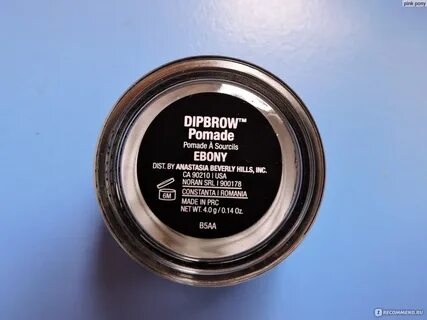 pink pony
DIPBROW™
Pomade
Pomade À Sourcils
EBONY
DIST. BY ANASTASIA BEVERLY HILLS, INC.
CA 90210 | USA
NORAN SRL | 900178
CONSTANTA | ROMANIA
6M
MADE IN PRC
NET WT. 4.0 g / 0.14 Oz.
B5AA
RECOMMEND.RU